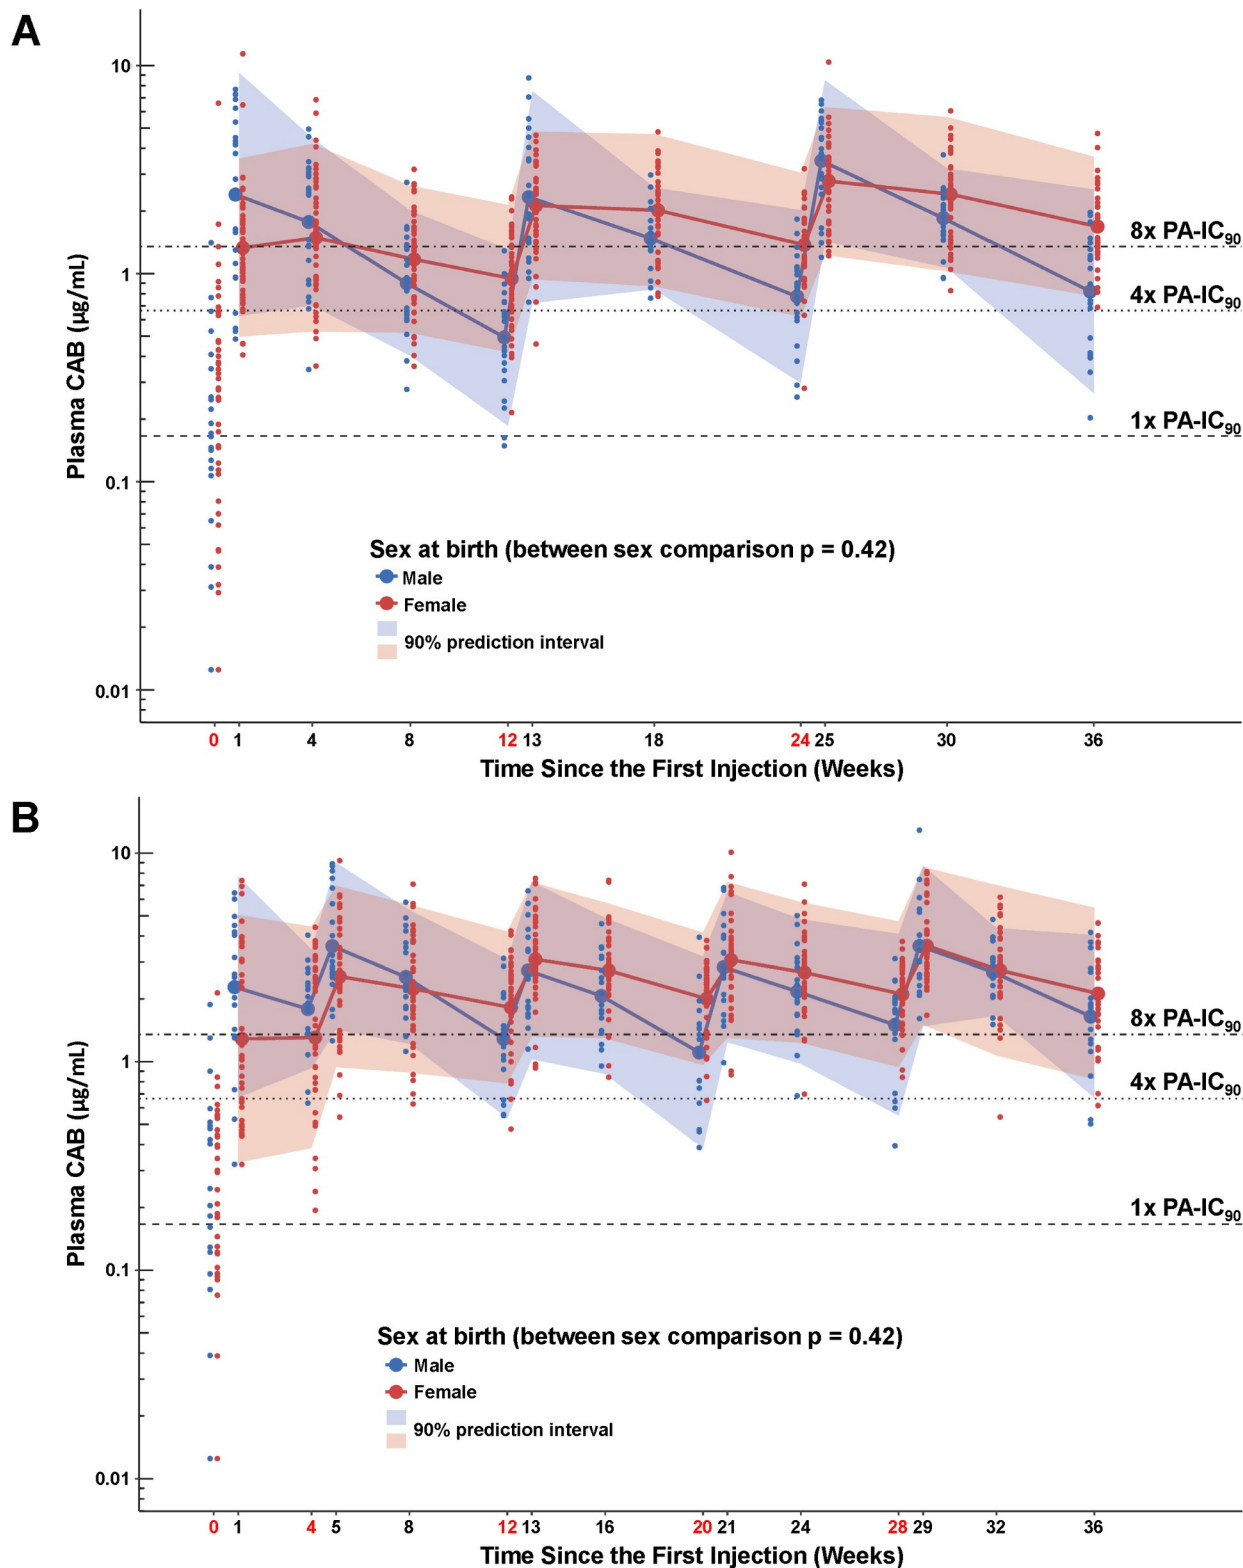 A
10
1
0.1
0.01
Plasma CAB (µg/mL)
8x PA-IC90
4x PA-IC90
1x PA-IC90
Sex at birth (between sex comparison p = 0.42)
Male
Female
90% prediction interval
0 1 4 8 12 13 18 24 25 30 36
Time Since the First Injection (Weeks)
B
10
1
0.1
0.01
Plasma CAB (µg/mL)
8x PA-IC90
4x PA-IC90
1x PA-IC90
Sex at birth (between sex comparison p = 0.42)
Male
Female
90% prediction interval
0 1 4 5 8 12 13 16 20 21 24 28 29 32 36
Time Since the First Injection (Weeks)